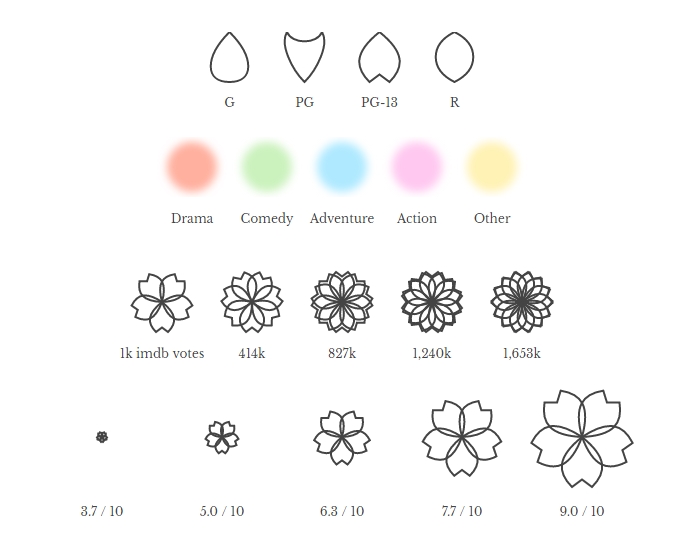 G PG PG-13 R
Drama Comedy Adventure Action Other
1k imdb votes 414k 827k 1,240k 1,653k
3.7 / 10 5.0 / 10 6.3 / 10 7.7 / 10 9.0 / 10